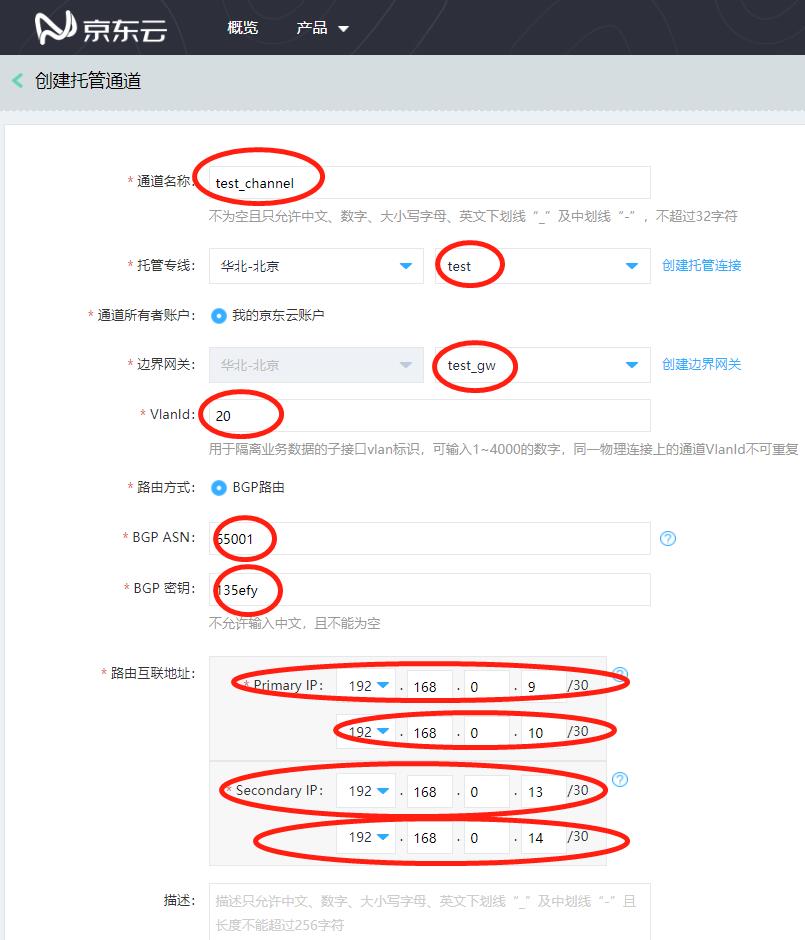 京东云 概览 产品
创建托管通道
* 通道名称: test_channel
不为空且只允许中文、数字、大小写字母、英文下划线“_”及中划线“-”，不超过32字符
* 托管专线: 华北-北京 test 创建托管连接
* 通道所有者账户: 我的京东云账户
* 边界网关: 华北-北京 test_gw 创建边界网关
* VlanId: 20
用于隔离业务数据的子接口vlan标识，可输入1~4000的数字，同一物理连接上的通道VlanId不可重复
* 路由方式: BGP路由
* BGP ASN: 65001
* BGP 密钥: 135efy
不允许输入中文，且不能为空
* 路由互联地址: * Primary IP: 192 . 168 . 0 . 9 /30
192 . 168 . 0 . 10 /30
* Secondary IP: 192 . 168 . 0 . 13 /30
192 . 168 . 0 . 14 /30
描述: 描述只允许中文、数字、大小写字母、英文下划线“_”及中划线“-”且
长度不能超过256字符